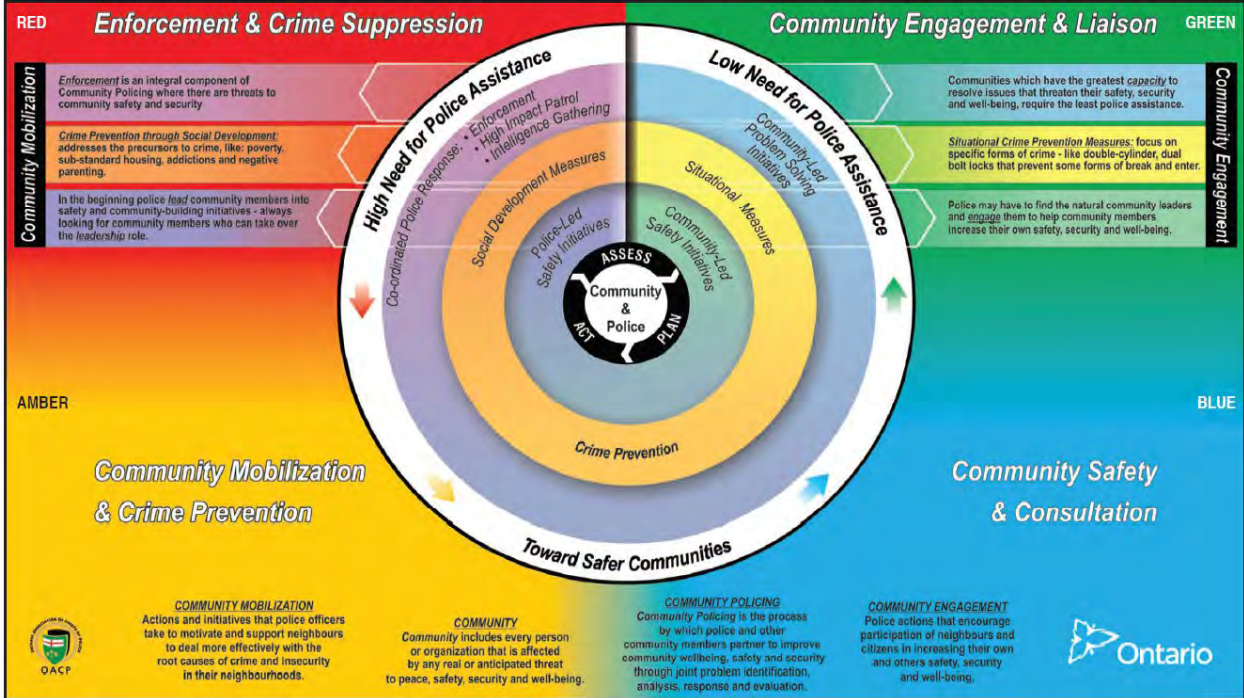 RED
Enforcement & Crime Suppression
Community Engagement & Liaison
GREEN
Community Mobilization
Enforcement is an integral component of
Community Policing where there are threats to
community safety and security
Crime Prevention through Social Development:
addresses the precursors to crime, like: poverty,
sub-standard housing, addictions and negative
parenting.
In the beginning police lead community members into
safety and community-building initiatives - always
looking for community members who can take over
the leadership role.
High Need for Police Assistance
Co-ordinated Police Response:
• Enforcement
• High Impact Patrol
• Intelligence Gathering
Social Development Measures
Police-Led
Safety Initiatives
Low Need for Police Assistance
Community-Led
Problem Solving
Initiatives
Situational Measures
Community-Led
Safety Initiatives
ASSESS
Community
&
Police
ACT
PLAN
Crime Prevention
Toward Safer Communities
Communities which have the greatest capacity to
resolve issues that threaten their safety, security
and well-being, require the least police assistance.
Situational Crime Prevention Measures: focus on
specific forms of crime - like double-cylinder, dual
bolt locks that prevent some forms of break and enter.
Police may have to find the natural community leaders
and engage them to help community members
increase their own safety, security and well-being.
Community Engagement
AMBER
BLUE
Community Mobilization
& Crime Prevention
Community Safety
& Consultation
COMMUNITY MOBILIZATION
Actions and initiatives that police officers
take to motivate and support neighbours
to deal more effectively with the
root causes of crime and insecurity
in their neighbourhoods.
COMMUNITY
Community includes every person
or organization that is affected
by any real or anticipated threat
to peace, safety, security and well-being.
COMMUNITY POLICING
Community Policing is the process
by which police and other
community members partner to improve
community wellbeing, safety and security
through joint problem identification,
analysis, response and evaluation.
COMMUNITY ENGAGEMENT
Police actions that encourage
participation of neighbours and
citizens in increasing their own
and others safety, security
and well-being.
OACP
Ontario